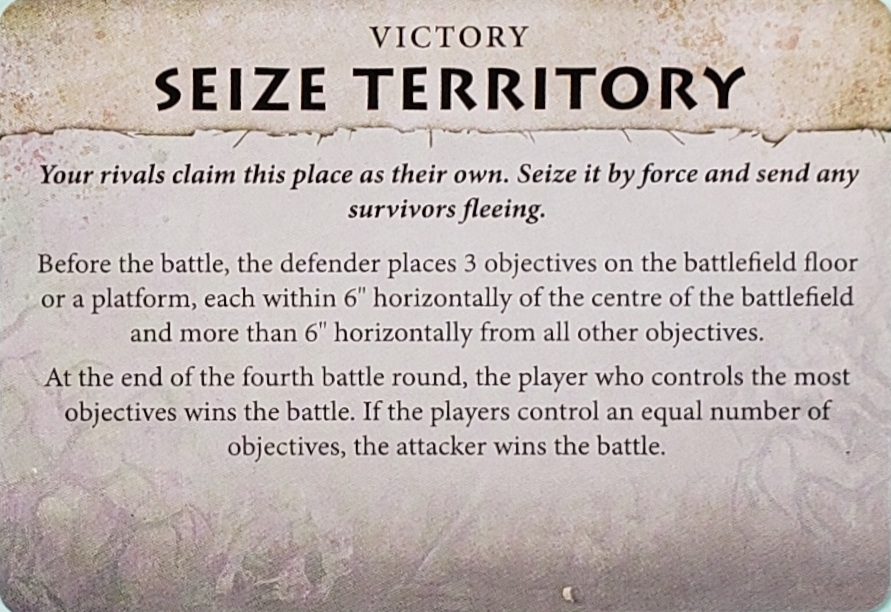 VICTORY
SEIZE TERRITORY
Your rivals claim this place as their own. Seize it by force and send any
survivors fleeing.
Before the battle, the defender places 3 objectives on the battlefield floor
or a platform, each within 6" horizontally of the centre of the battlefield
and more than 6" horizontally from all other objectives.
At the end of the fourth battle round, the player who controls the most
objectives wins the battle. If the players control an equal number of
objectives, the attacker wins the battle.